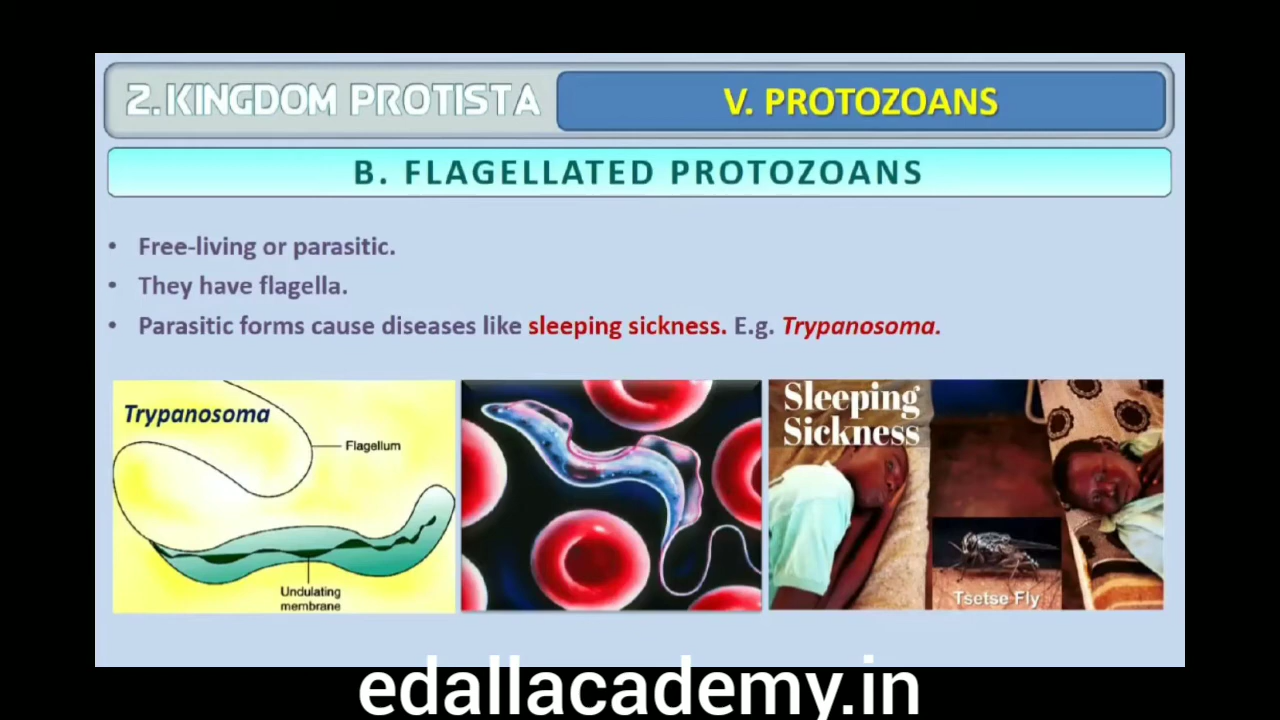 2.KINGDOM PROTISTA
V. PROTOZOANS
B. FLAGELLATED PROTOZOANS
• Free-living or parasitic.
• They have flagella.
• Parasitic forms cause diseases like sleeping sickness. E.g. Trypanosoma.
Trypanosoma
Flagellum
Undulating
membrane
Sleeping
Sickness
Tsetse Fly
edallacademy.in